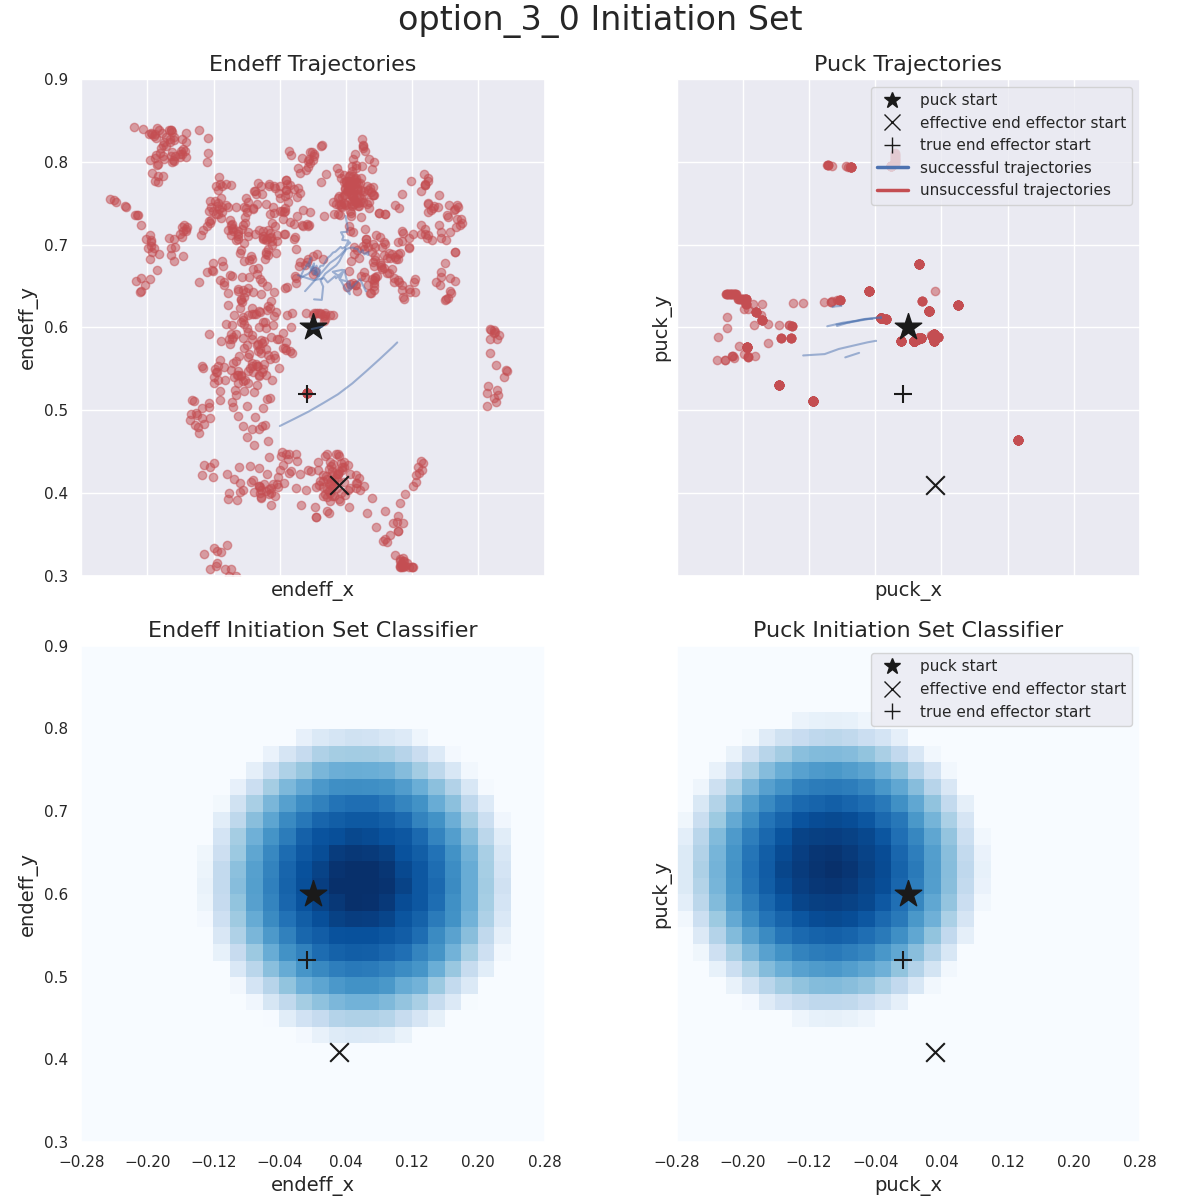 option_3_0 Initiation Set
Endeff Trajectories
0.9
0.8
0.7
0.6
0.5
0.4
0.3
endeff_y
endeff_x
Puck Trajectories
puck start
effective end effector start
true end effector start
successful trajectories
unsuccessful trajectories
puck_y
puck_x
Endeff Initiation Set Classifier
0.9
0.8
0.7
0.6
0.5
0.4
0.3
endeff_y
−0.28 −0.20 −0.12 −0.04 0.04 0.12 0.20 0.28
endeff_x
Puck Initiation Set Classifier
puck start
effective end effector start
true end effector start
puck_y
−0.28 −0.20 −0.12 −0.04 0.04 0.12 0.20 0.28
puck_x